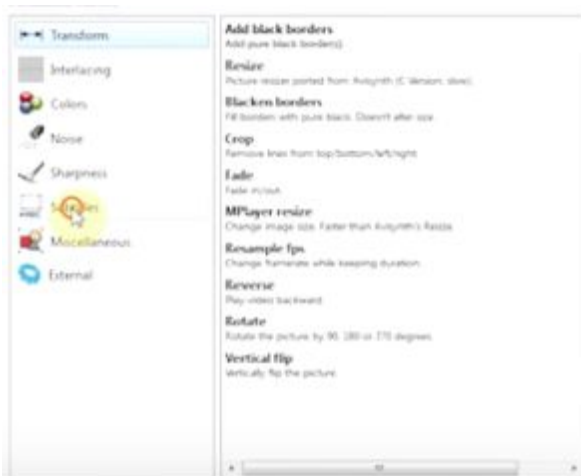 Transform
Interlacing
Colors
Noise
Sharpness
Miscellaneous
External
Add black borders
Add pure black border(s).
Resize
Picture resizer ported from Avisynth (C Version: slow).
Blacken borders
Fill borders with pure black. Doesn't alter size.
Crop
Remove lines from top/bottom/left/right
Fade
Fade in/out.
MPlayer resize
Change image size. Faster than Avisynth's Resize.
Resample fps
Change framerate while keeping duration.
Reverse
Play video backward.
Rotate
Rotate the picture by 90, 180 or 270 degrees.
Vertical flip
Vertically flip the picture.